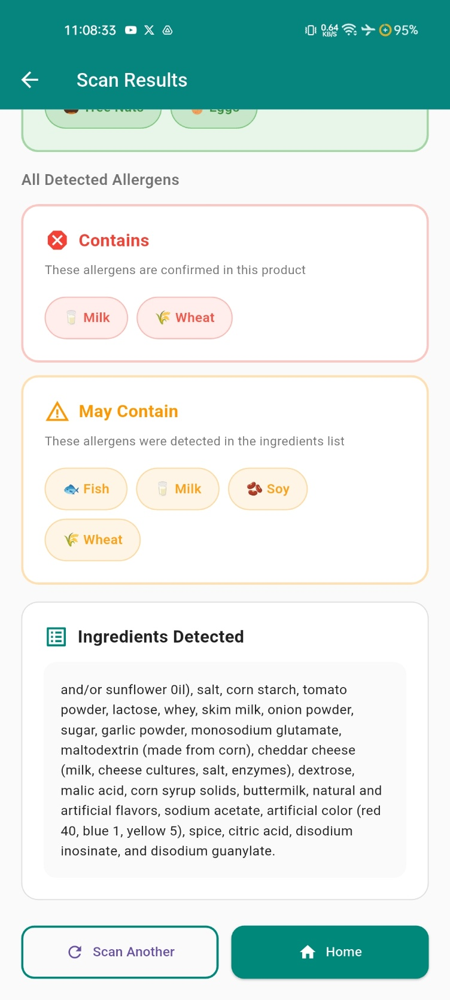 11:08:33
0.64 KB/S
95%
Scan Results
Tree Nuts
Eggs
All Detected Allergens
Contains
These allergens are confirmed in this product
Milk
Wheat
May Contain
These allergens were detected in the ingredients list
Fish
Milk
Soy
Wheat
Ingredients Detected
and/or sunflower 0il), salt, corn starch, tomato
powder, lactose, whey, skim milk, onion powder,
sugar, garlic powder, monosodium glutamate,
maltodextrin (made from corn), cheddar cheese
(milk, cheese cultures, salt, enzymes), dextrose,
malic acid, corn syrup solids, buttermilk, natural and
artificial flavors, sodium acetate, artificial color (red
40, blue 1, yellow 5), spice, citric acid, disodium
inosinate, and disodium guanylate.
Scan Another
Home